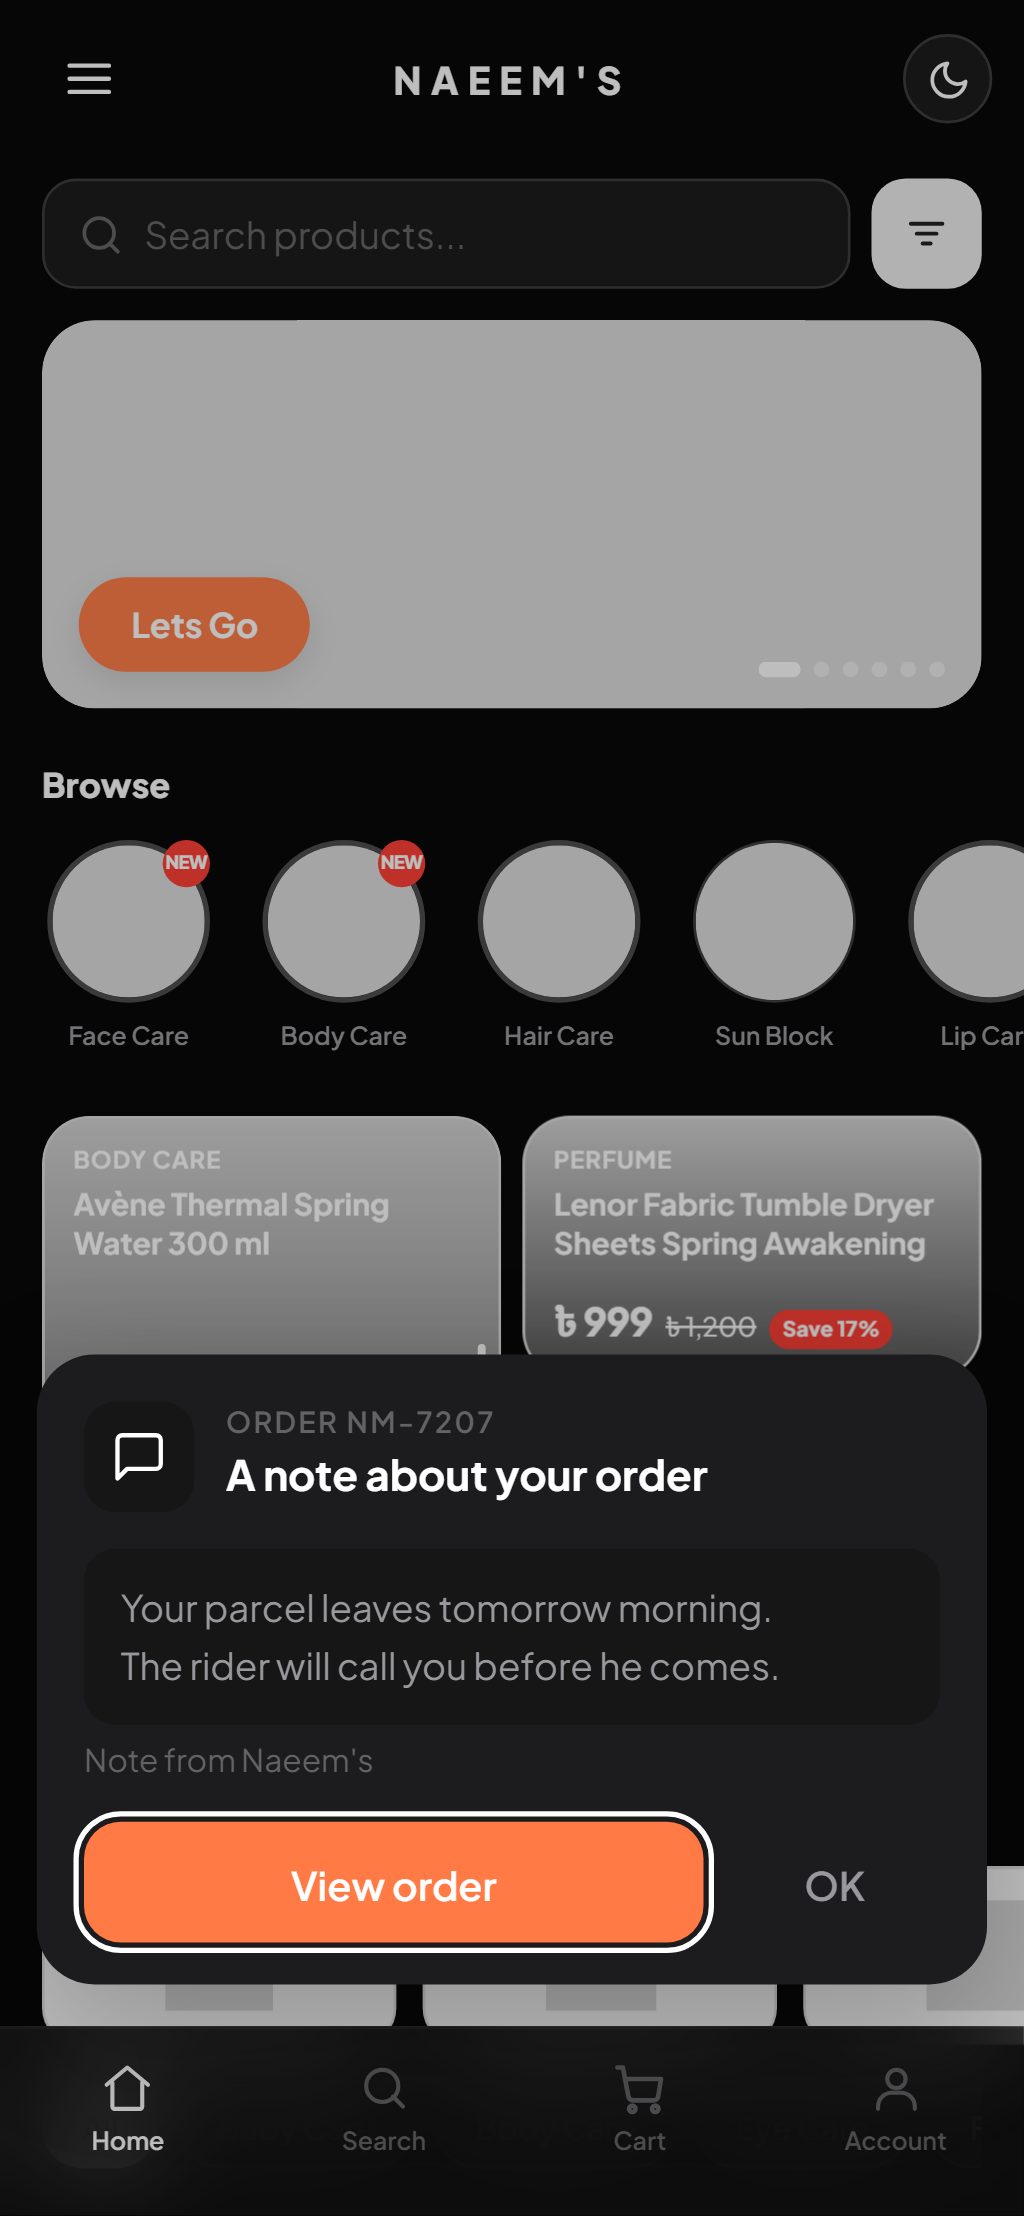 NAEEM'S
Search products...
Lets Go
Browse
NEW
NEW
Face Care
Body Care
Hair Care
Sun Block
Lip Car
BODY CARE
Avène Thermal Spring
Water 300 ml
PERFUME
Lenor Fabric Tumble Dryer
Sheets Spring Awakening
৳ 999 ৳ 1,200 Save 17%
ORDER NM-7207
A note about your order
Your parcel leaves tomorrow morning.
The rider will call you before he comes.
Note from Naeem's
View order
OK
Home
Search
Cart
Account